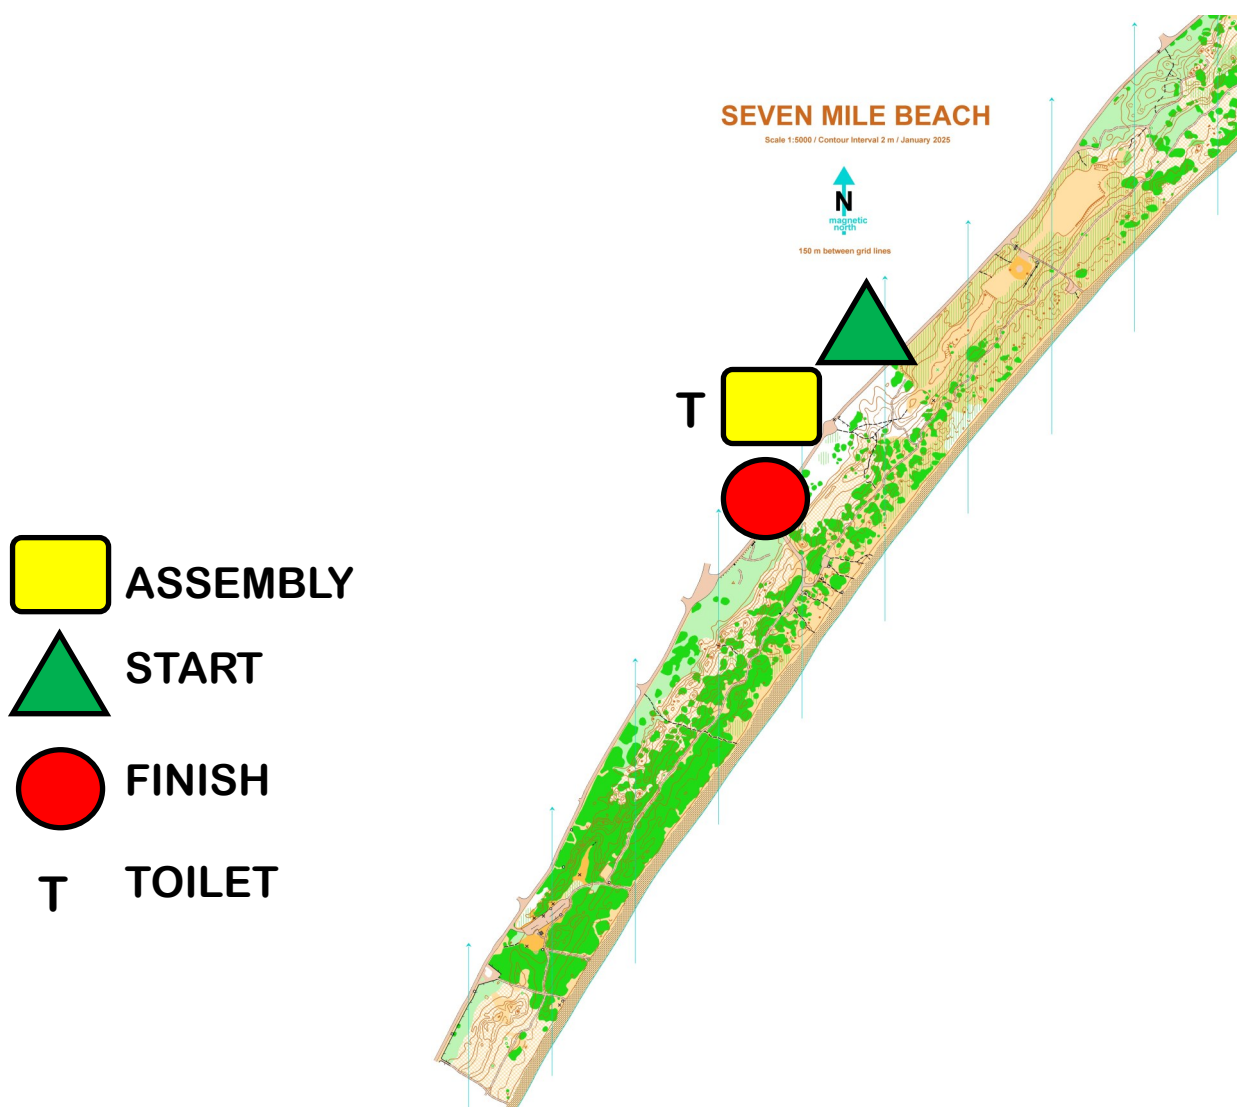 SEVEN MILE BEACH
Scale 1:5000 / Contour Interval 2 m / January 2025
N
magnetic
north
150 m between grid lines
T
ASSEMBLY
START
FINISH
T TOILET